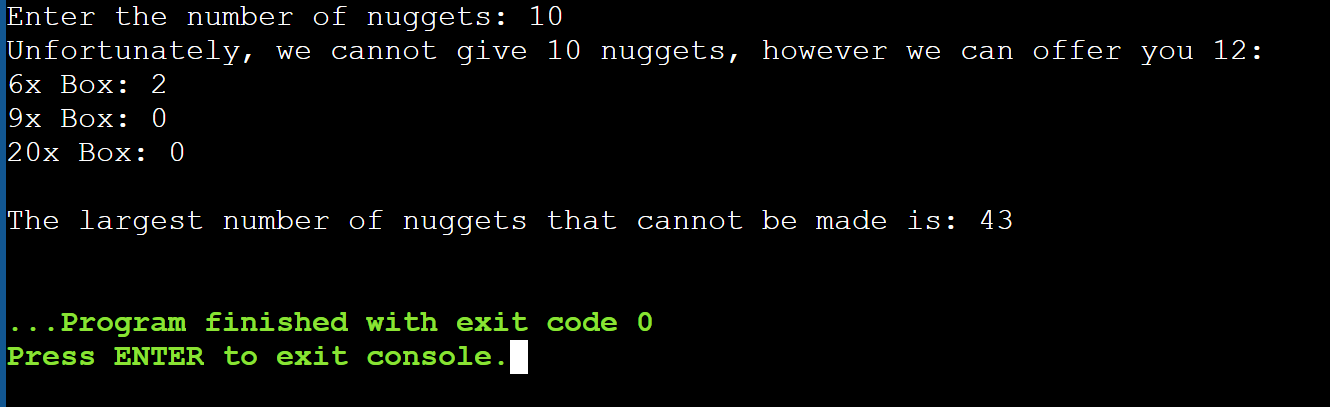 Enter the number of nuggets: 10
Unfortunately, we cannot give 10 nuggets, however we can offer you 12:
6x Box: 2
9x Box: 0
20x Box: 0
The largest number of nuggets that cannot be made is: 43
...Program finished with exit code 0
Press ENTER to exit console.